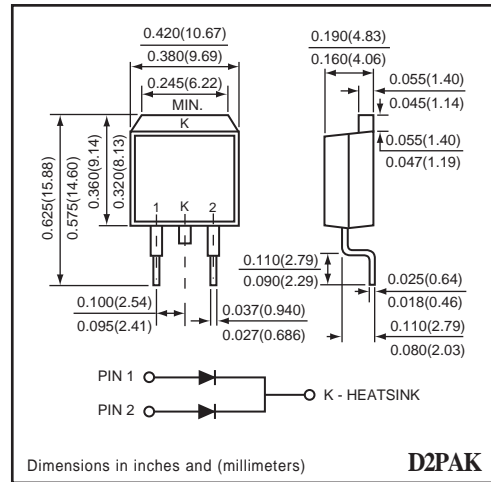 0.420(10.67)
0.380(9.69)
0.245(6.22)
MIN.
K
0.625(15.88)
0.575(14.60)
0.360(9.14)
0.320(8.13)
1 K 2
0.100(2.54)
0.095(2.41)
0.037(0.940)
0.027(0.686)
0.190(4.83)
0.160(4.06)
0.055(1.40)
0.045(1.14)
0.055(1.40)
0.047(1.19)
0.110(2.79)
0.090(2.29)
0.025(0.64)
0.018(0.46)
0.110(2.79)
0.080(2.03)
PIN 1
PIN 2
K - HEATSINK
Dimensions in inches and (millimeters)
D2PAK